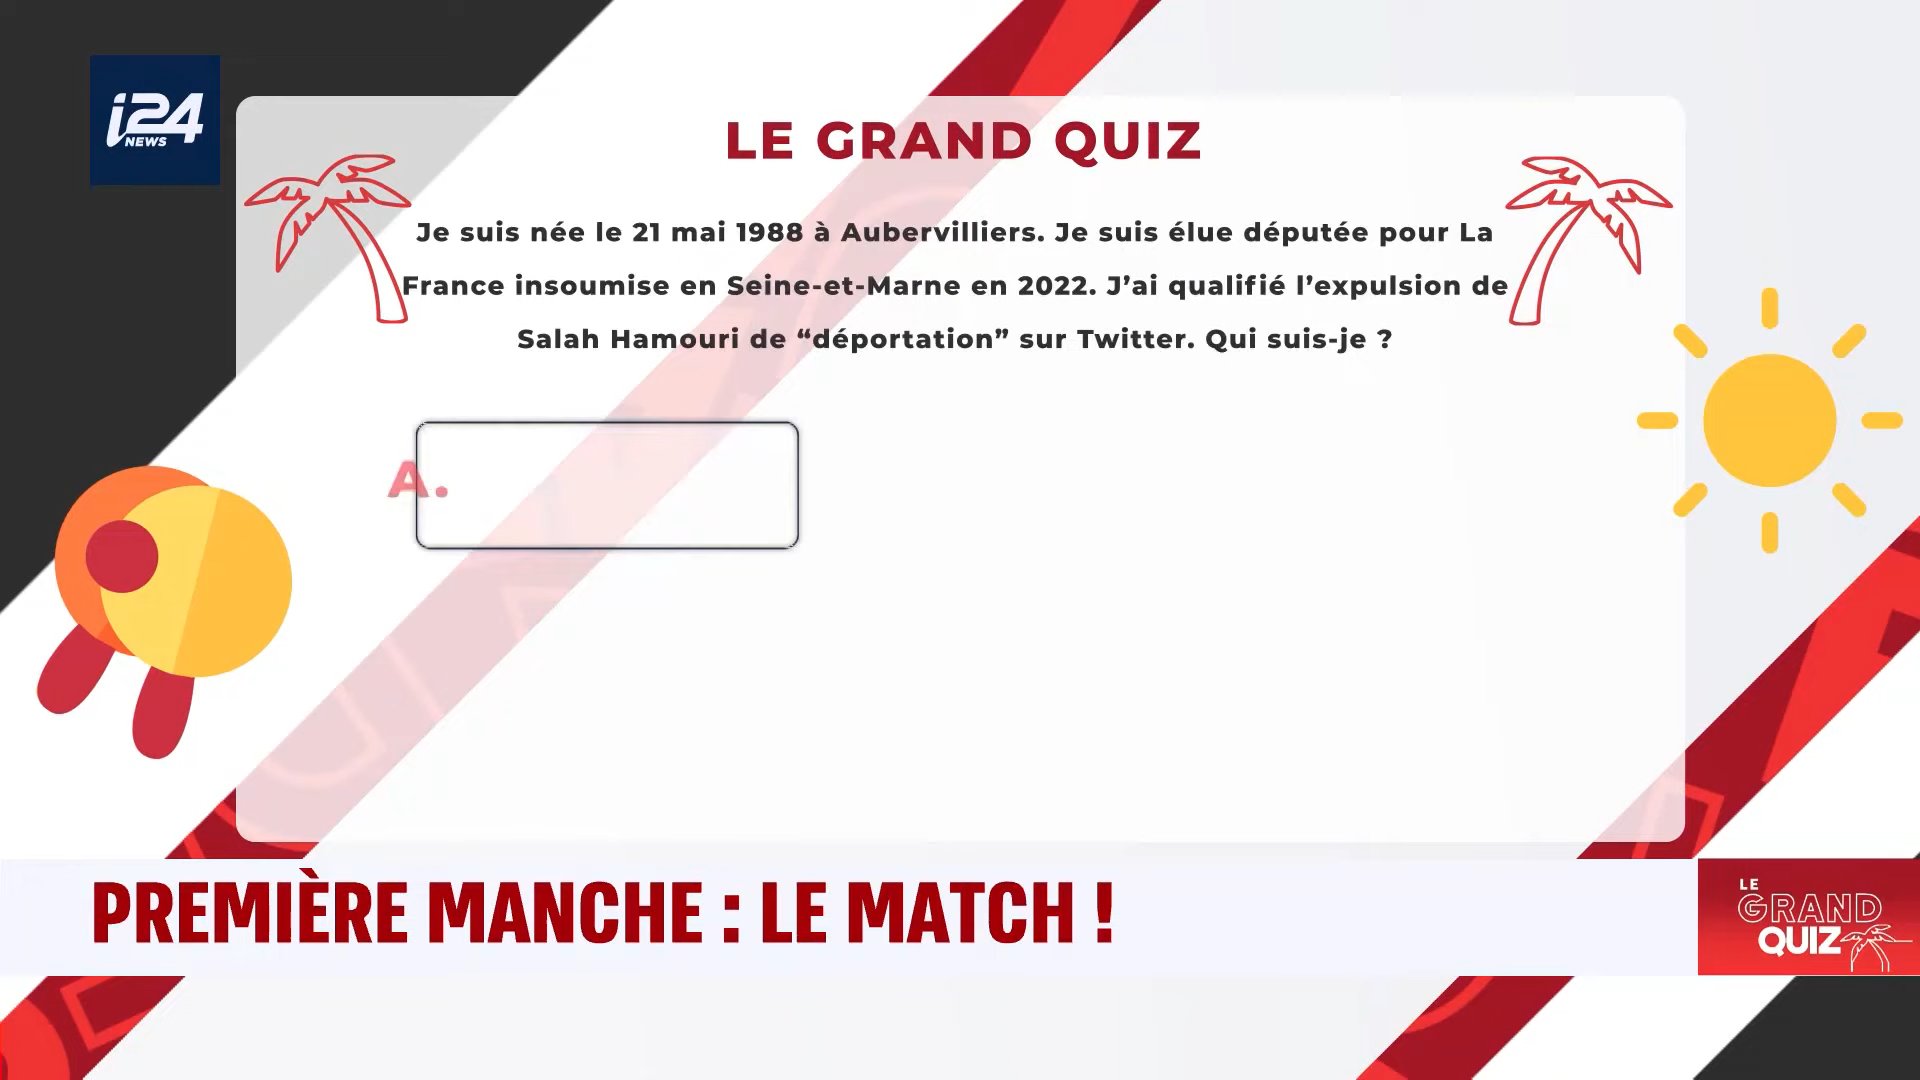 i24
NEWS
LE GRAND QUIZ
Je suis née le 21 mai 1988 à Aubervilliers. Je suis élue députée pour La
France insoumise en Seine-et-Marne en 2022. J’ai qualifié l’expulsion de
Salah Hamouri de “déportation” sur Twitter. Qui suis-je ?
A.
PREMIÈRE MANCHE : LE MATCH !
LE
GRAND
QUIZ